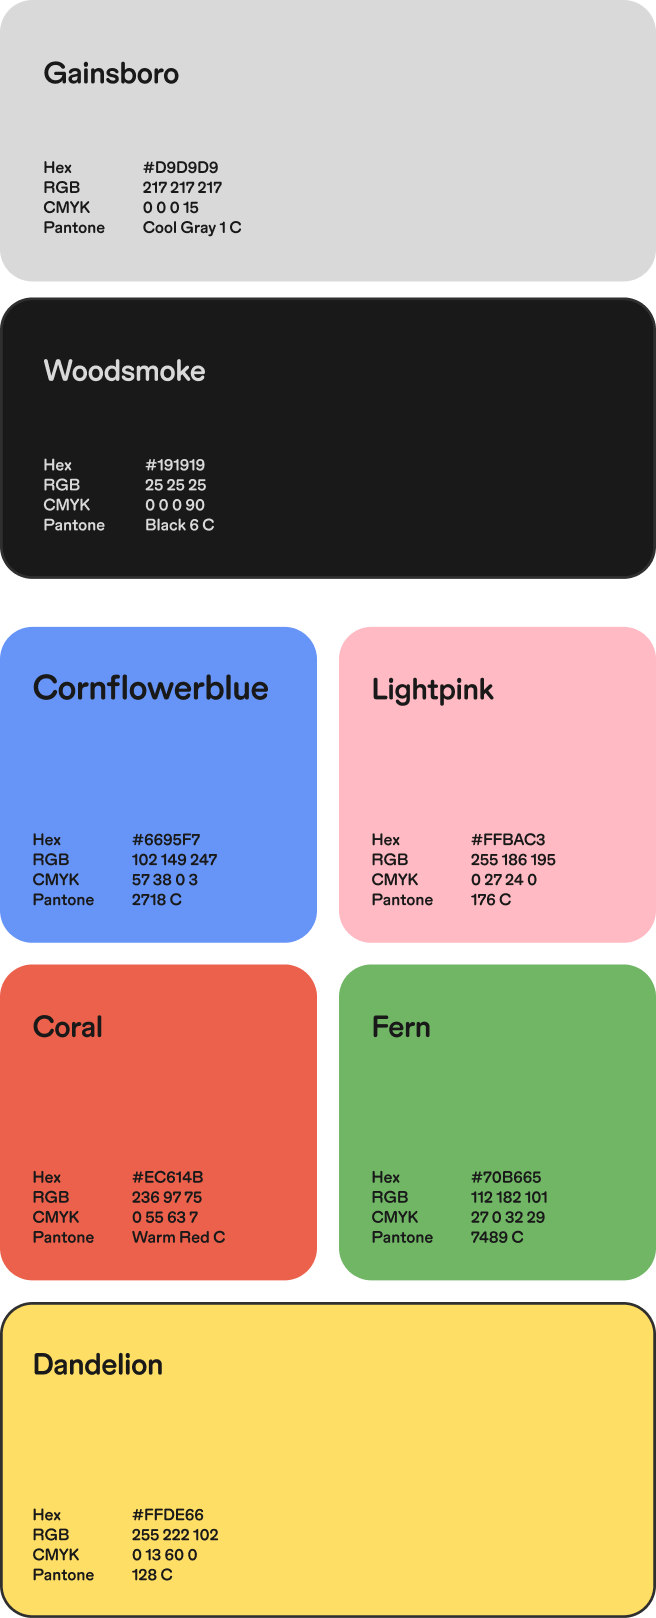 Gainsboro
Hex #D9D9D9
RGB 217 217 217
CMYK 0 0 0 15
Pantone Cool Gray 1 C
Woodsmoke
Hex #191919
RGB 25 25 25
CMYK 0 0 0 90
Pantone Black 6 C
Cornflowerblue
Hex #6695F7
RGB 102 149 247
CMYK 57 38 0 3
Pantone 2718 C
Lightpink
Hex #FFBAC3
RGB 255 186 195
CMYK 0 27 24 0
Pantone 176 C
Coral
Hex #EC614B
RGB 236 97 75
CMYK 0 55 63 7
Pantone Warm Red C
Fern
Hex #70B665
RGB 112 182 101
CMYK 27 0 32 29
Pantone 7489 C
Dandelion
Hex #FFDE66
RGB 255 222 102
CMYK 0 13 60 0
Pantone 128 C